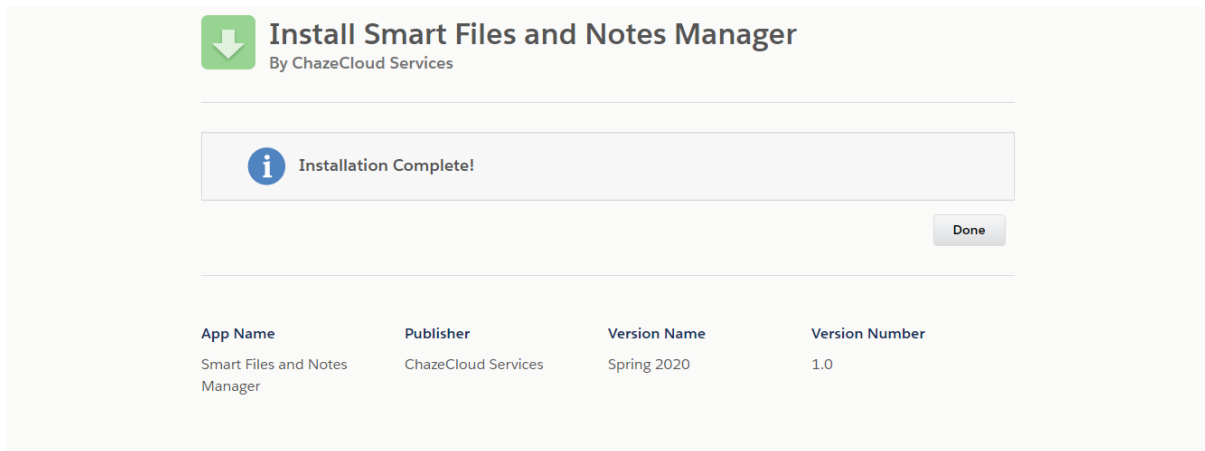 Install Smart Files and Notes Manager
By ChazeCloud Services
i
Installation Complete!
Done
App Name
Publisher
Version Name
Version Number
Smart Files and Notes
Manager
ChazeCloud Services
Spring 2020
1.0